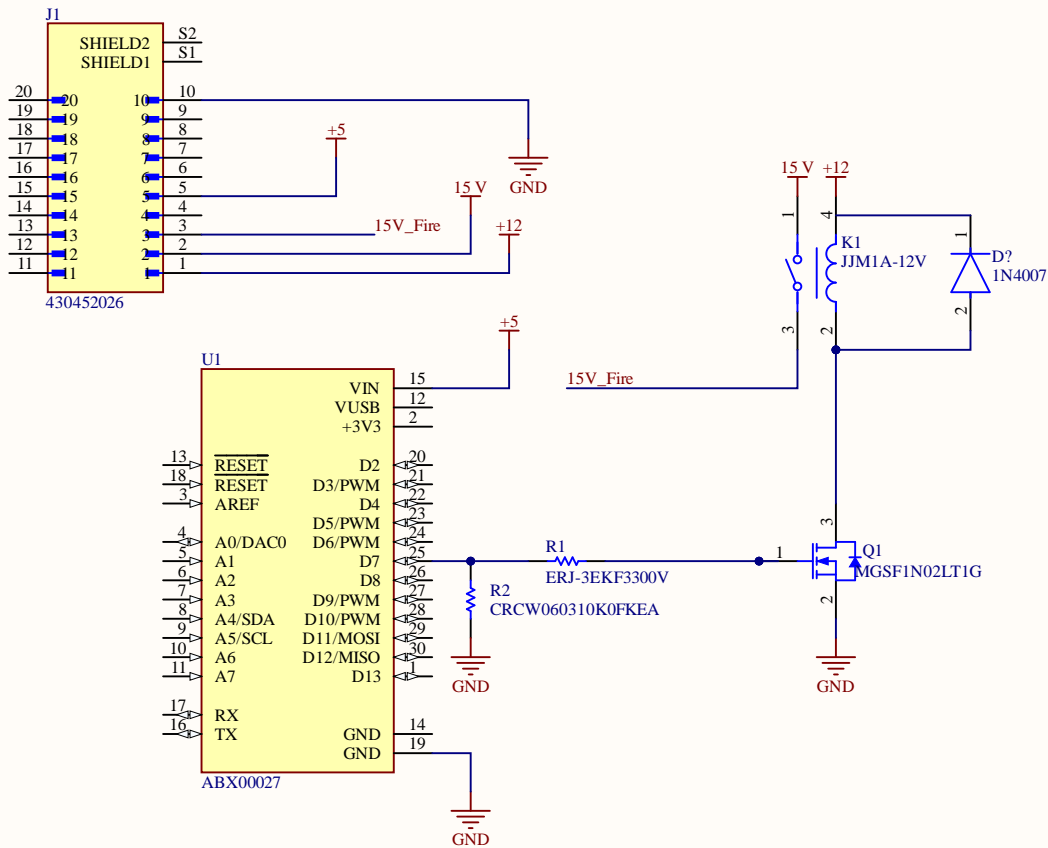 J1
SHIELD2 S2
SHIELD1 S1
20 20 10 10
19 19 9 9
18 18 8 8
17 17 7 7
16 16 6 6
15 15 5 5
14 14 4 4
13 13 3 3
12 12 2 2
11 11 1 1
430452026
+5
15 V
15V_Fire
+12
GND
15 V
+12
1
4
K1
JJM1A-12V
3
2
1
D?
1N4007
2
15V_Fire
+5
U1
VIN 15
VUSB 12
+3V3 2
13 RESET D2 20
18 RESET D3/PWM 21
3 AREF D4 22
D5/PWM 23
4 A0/DAC0 D6/PWM 24
5 A1 D7 25
6 A2 D8 26
7 A3 D9/PWM 27
8 A4/SDA D10/PWM 28
9 A5/SCL D11/MOSI 29
10 A6 D12/MISO 30
11 A7 D13 1
17 RX
16 TX GND 14
GND 19
ABX00027
GND
R1
ERJ-3EKF3300V
R2
CRCW060310K0FKEA
GND
3
1
Q1
MGSF1N02LT1G
2
GND